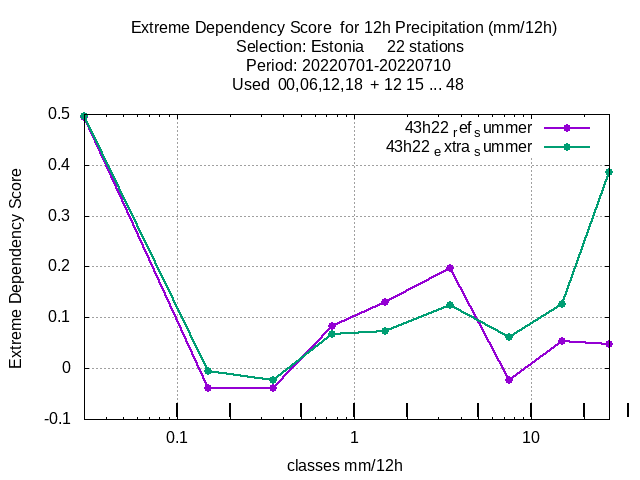 Extreme Dependency Score  for 12h Precipitation (mm/12h)
Selection: Estonia     22 stations
Period: 20220701-20220710
Used  00,06,12,18  + 12 15 ... 48
0.5
0.4
0.3
0.2
0.1
0
-0.1
Extreme Dependency Score
43h22 ref summer
43h22 extra summer
0.1
1
10
classes mm/12h